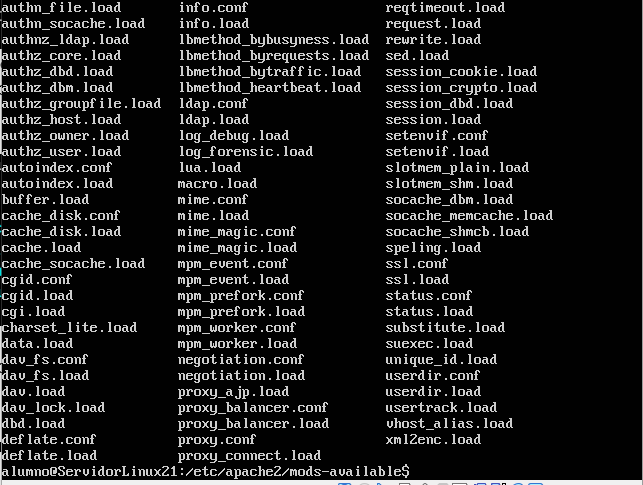 authn_file.load info.conf reqtimeout.load
authn_socache.load info.load request.load
authnz_ldap.load lbmethod_bybusyness.load rewrite.load
authz_core.load lbmethod_byrequests.load sed.load
authz_dbd.load lbmethod_bytraffic.load session_cookie.load
authz_dbm.load lbmethod_heartbeat.load session_crypto.load
authz_groupfile.load ldap.conf session_dbd.load
authz_host.load ldap.load session.load
authz_owner.load log_debug.load setenvif.conf
authz_user.load log_forensic.load setenvif.load
autoindex.conf lua.load slotmem_plain.load
autoindex.load macro.load slotmem_shm.load
buffer.load mime.conf socache_dbm.load
cache_disk.conf mime.load socache_memcache.load
cache_disk.load mime_magic.conf socache_shmcb.load
cache.load mime_magic.load speling.load
cache_socache.load mpm_event.conf ssl.conf
cgid.conf mpm_event.load ssl.load
cgid.load mpm_prefork.conf status.conf
cgi.load mpm_prefork.load status.load
charset_lite.load mpm_worker.conf substitute.load
data.load mpm_worker.load suexec.load
dav_fs.conf negotiation.conf unique_id.load
dav_fs.load negotiation.load userdir.conf
dav.load proxy_ajp.load userdir.load
dav_lock.load proxy_balancer.conf usertrack.load
dbd.load proxy_balancer.load vhost_alias.load
deflate.conf proxy.conf xml2enc.load
deflate.load proxy_connect.load
alumno@ServidorLinux21:/etc/apache2/mods-available$